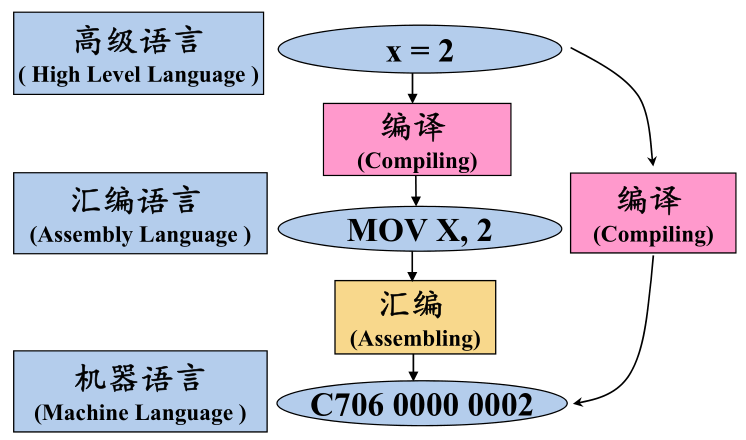 高级语言
( High Level Language )
x = 2
编译
(Compiling)
汇编语言
(Assembly Language )
MOV X, 2
编译
(Compiling)
汇编
(Assembling)
机器语言
(Machine Language )
C706 0000 0002